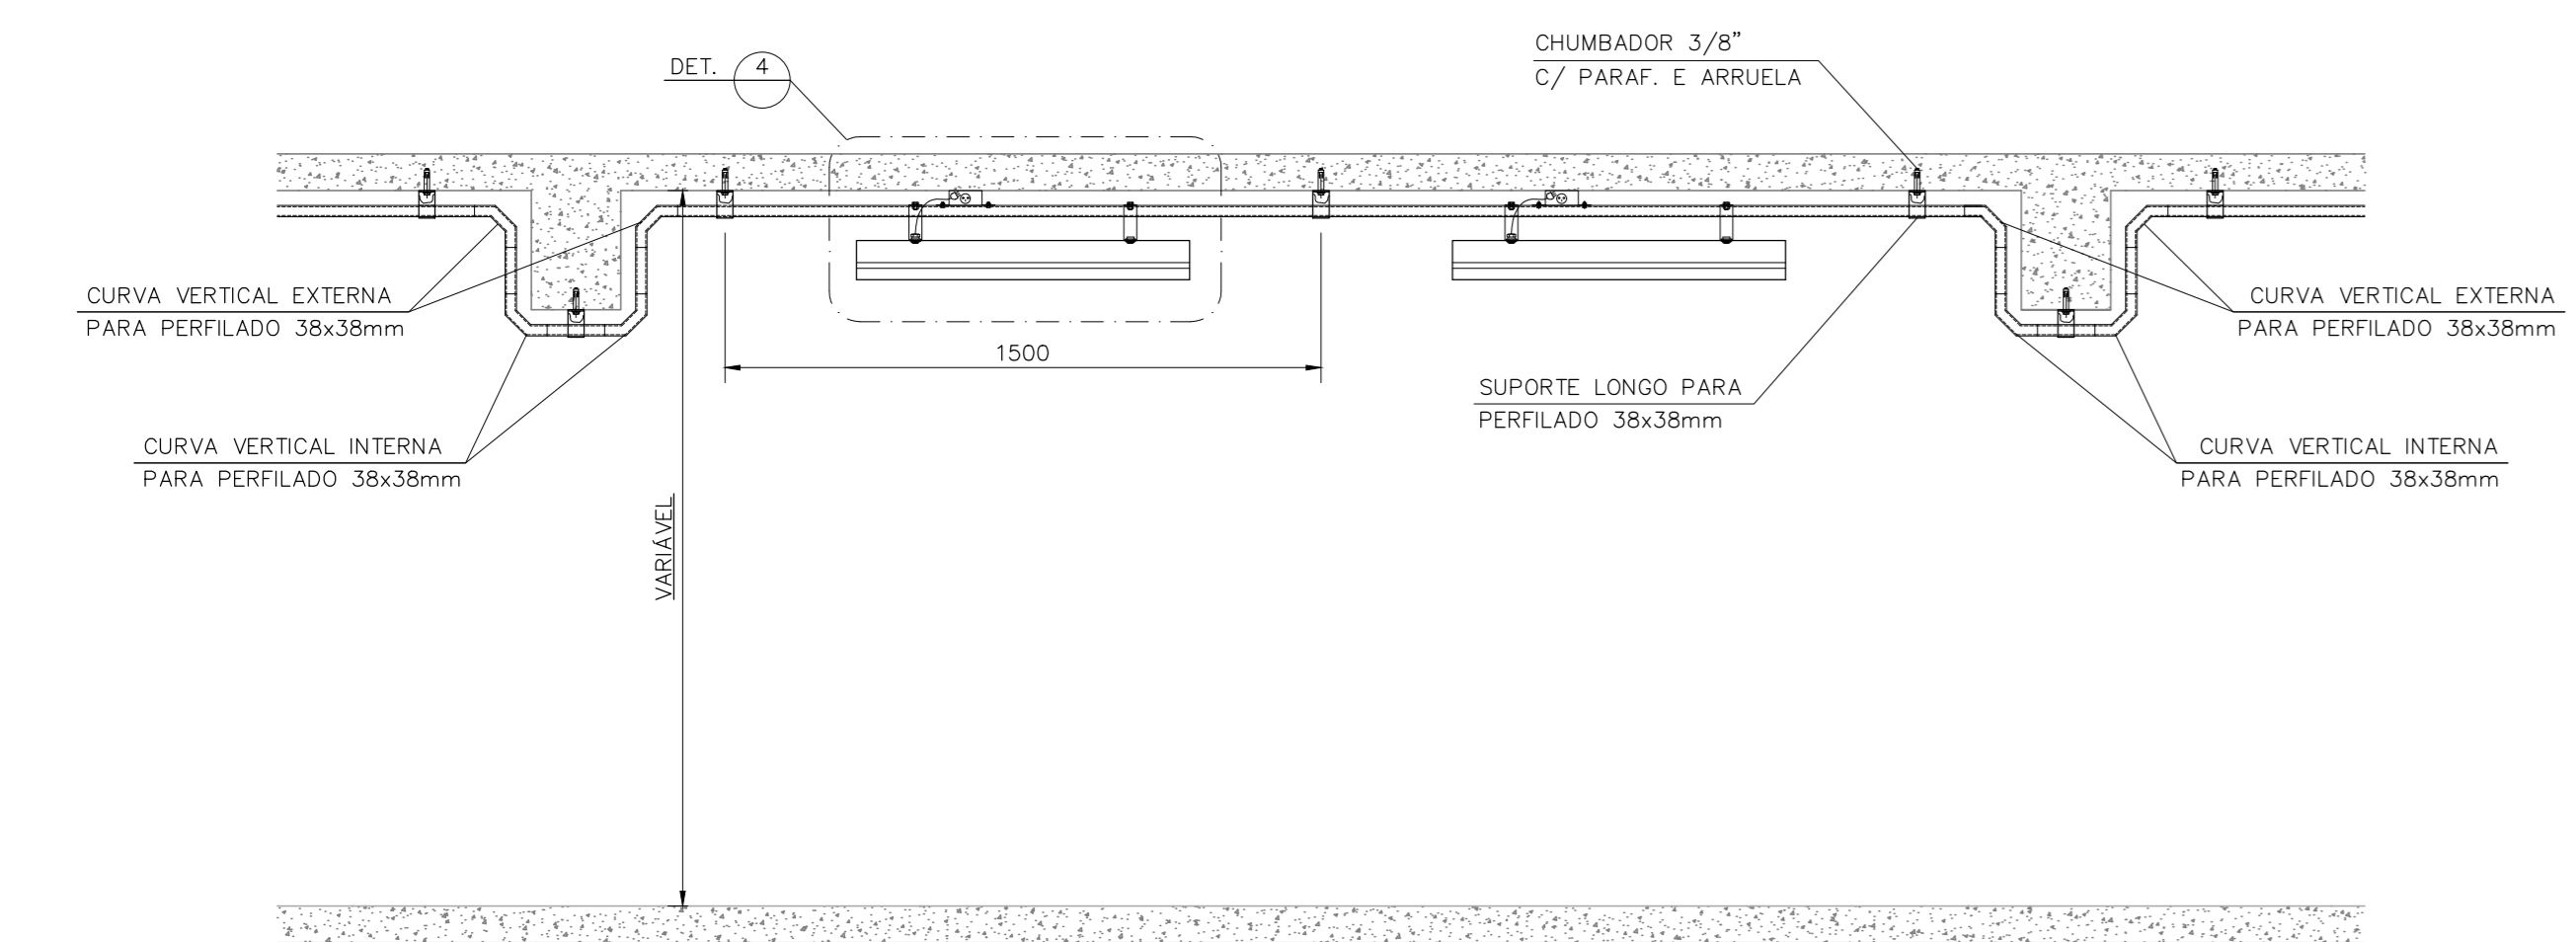 CHUMBADOR 3/8”
C/ PARAF. E ARRUELA
DET. 4
CURVA VERTICAL EXTERNA
PARA PERFILADO 38x38mm
CURVA VERTICAL EXTERNA
PARA PERFILADO 38x38mm
1500
SUPORTE LONGO PARA
PERFILADO 38x38mm
CURVA VERTICAL INTERNA
PARA PERFILADO 38x38mm
CURVA VERTICAL INTERNA
PARA PERFILADO 38x38mm
VARIÁVEL